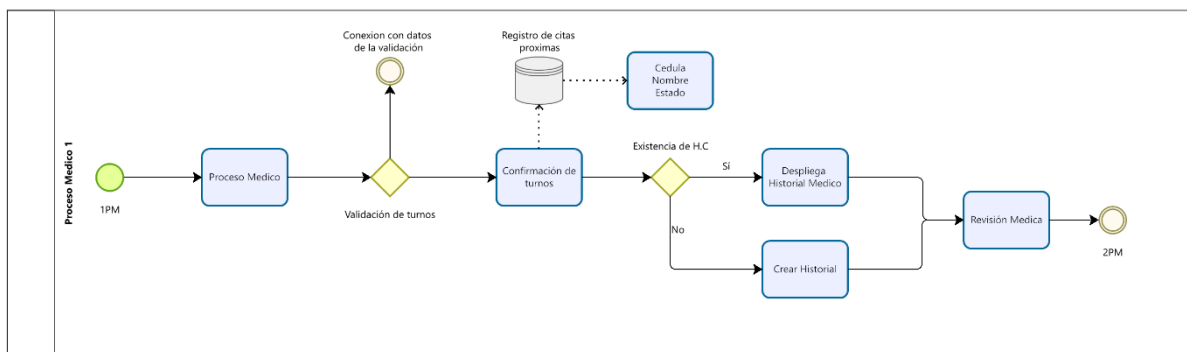 Proceso Medico 1
1PM
Proceso Medico
Conexion con datos
de la validación
Validación de turnos
Registro de citas
proximas
Cedula
Nombre
Estado
Confirmación de
turnos
Existencia de H.C
Sí
No
Despliega
Historial Medico
Crear Historial
Revisión Medica
2PM